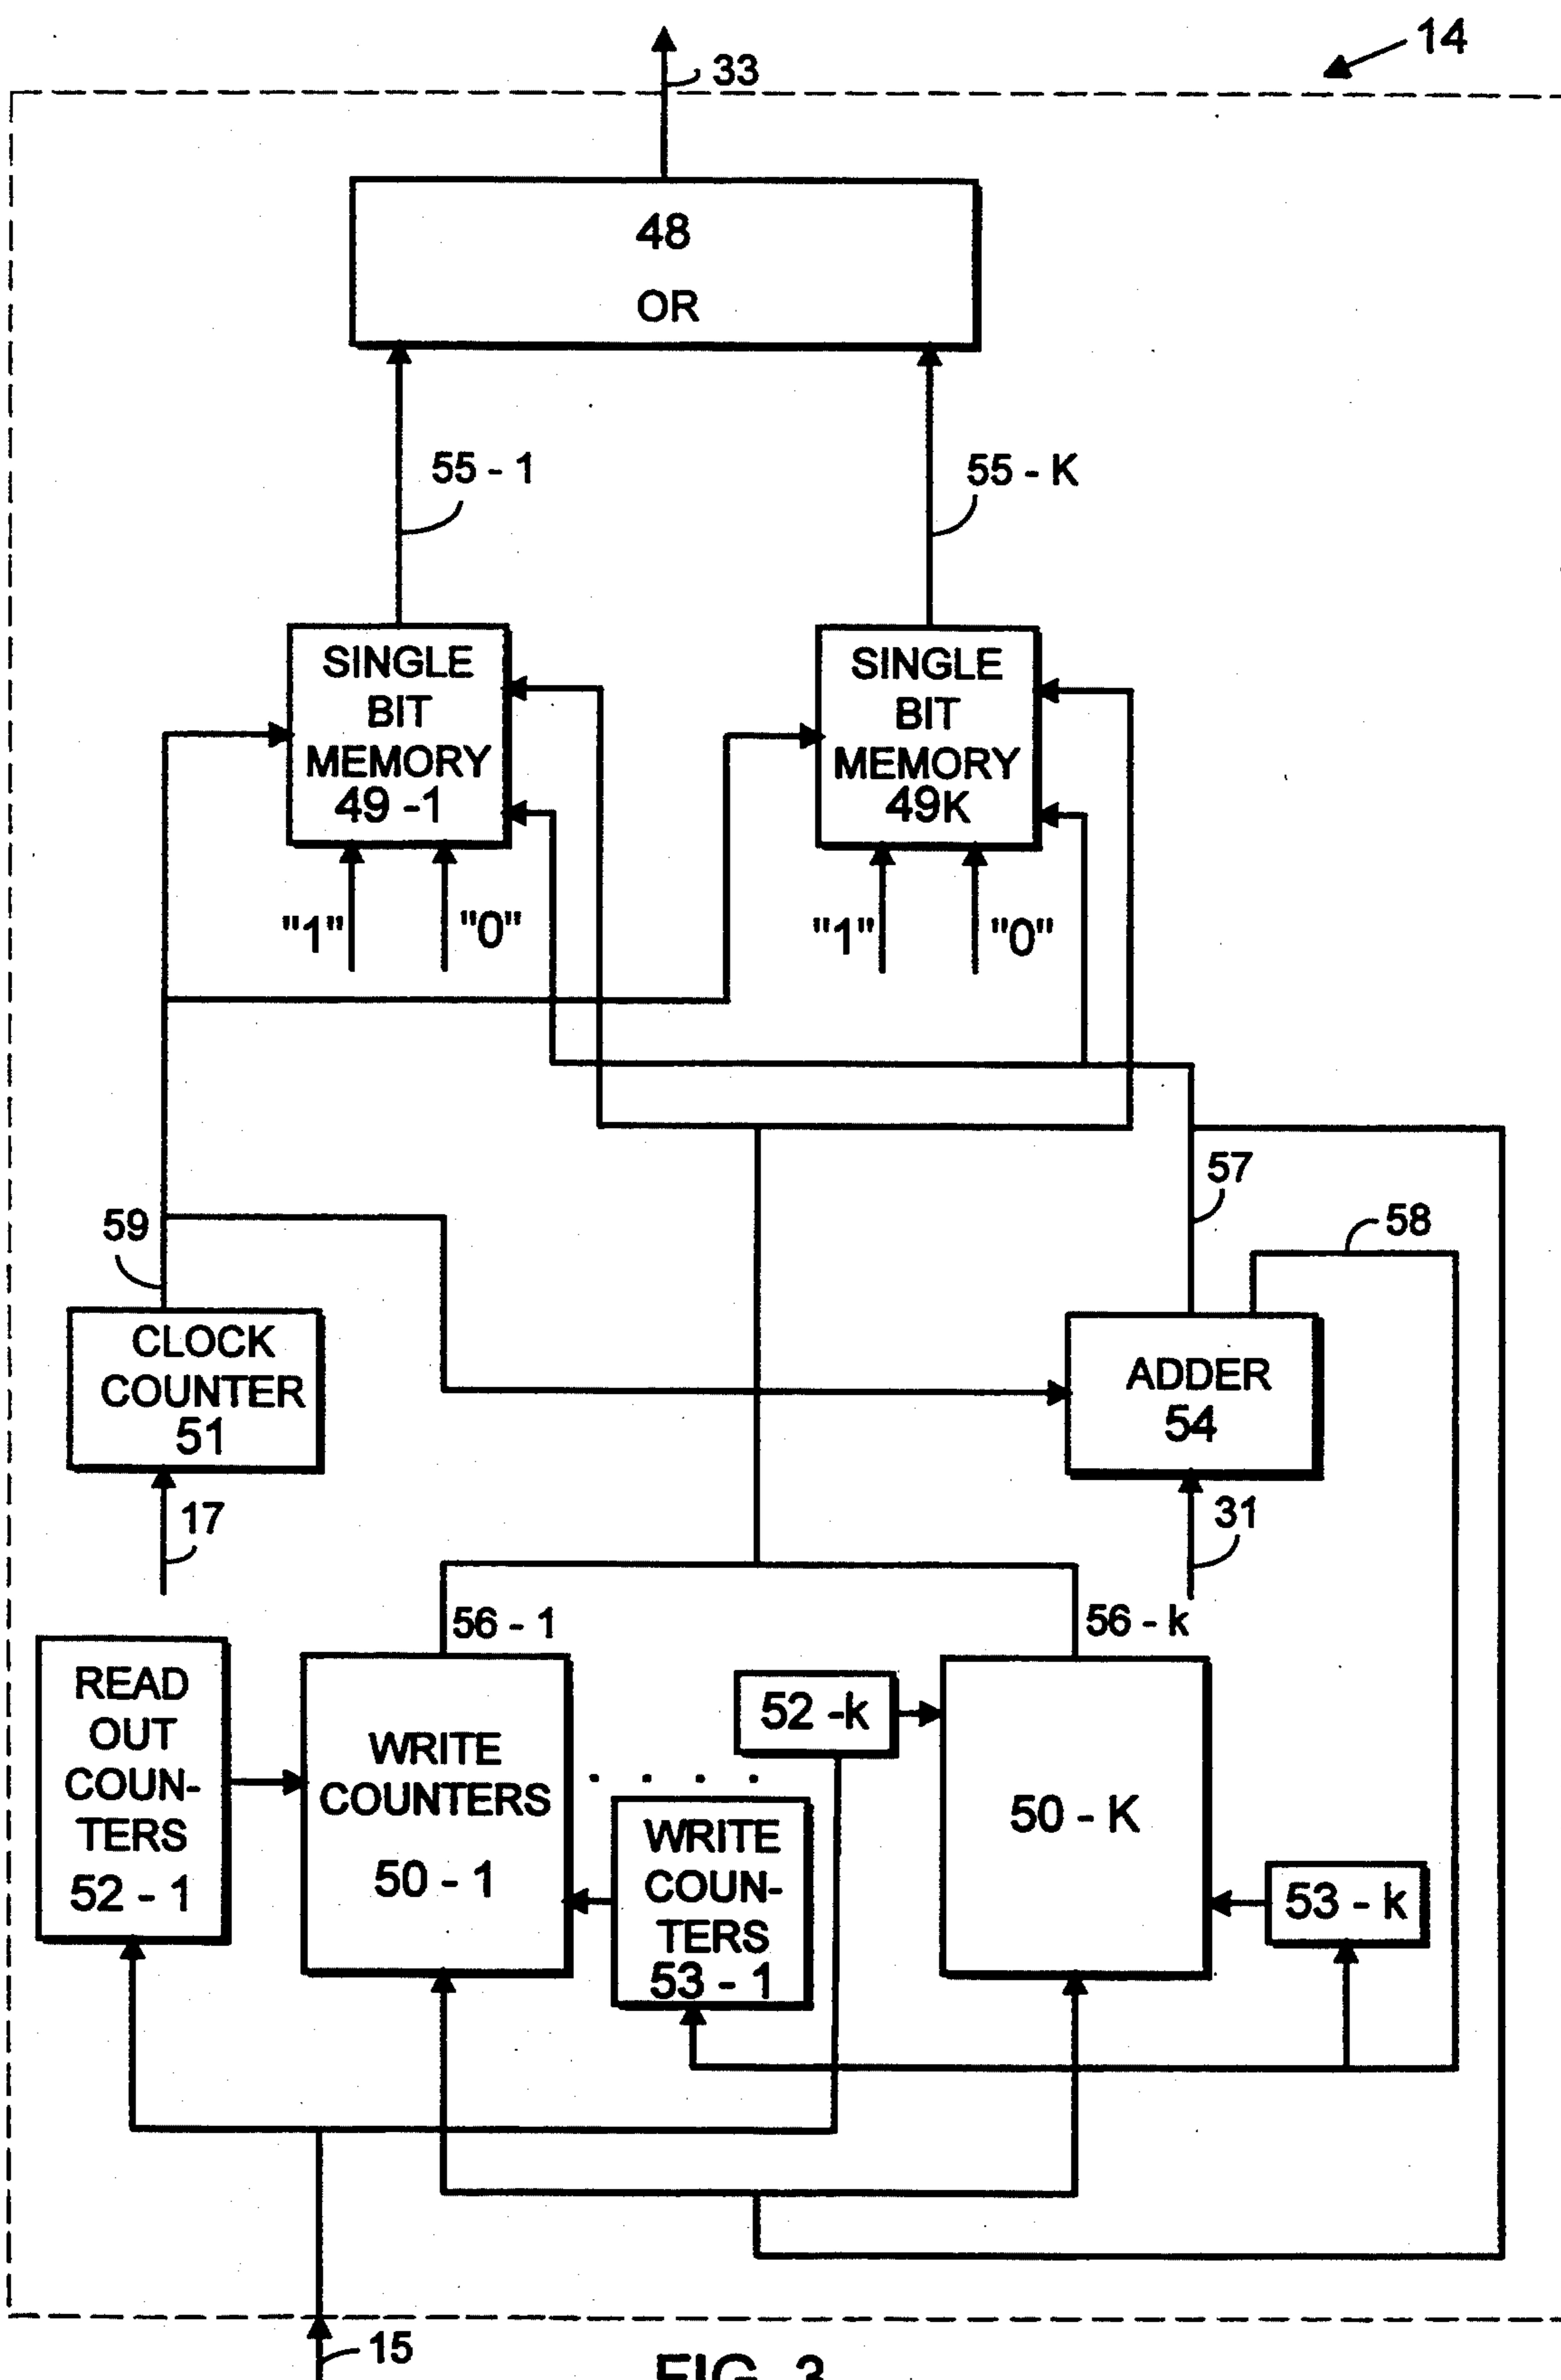 14
33
48
OR
55 - 1
55 - K
SINGLE
BIT
MEMORY
49 -1
SINGLE
BIT
MEMORY
49K
"1"
"0"
"1"
"0"
57
59
58
CLOCK
COUNTER
51
ADDER
54
17
31
56 - 1
56 - k
READ
OUT
COUN-
TERS
52 - 1
WRITE
COUNTERS
50 - 1
. . . .
52 -k
WRITE
COUN-
TERS
53 - 1
50 - K
53 - k
15
FIG. 3